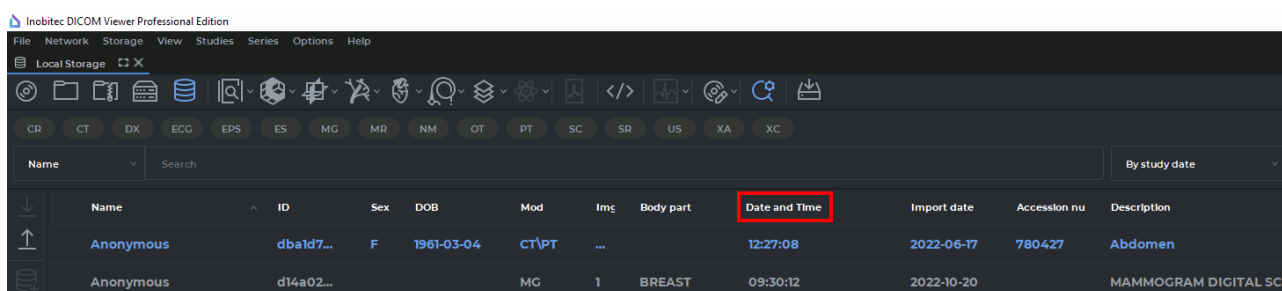 Inobitec DICOM Viewer Professional Edition
File Network Storage View Studies Series Options Help
Local Storage
CR CT DX ECG EPS ES MG MR NM OT PT SC SR US XA XC
Name Search By study date
Name ID Sex DOB Mod Img Body part Date and Time Import date Accession nu Description
Anonymous dba1d7... F 1961-03-04 CT\PT ... 12:27:08 2022-06-17 780427 Abdomen
Anonymous d14a02... MG 1 BREAST 09:30:12 2022-10-20 MAMMOGRAM DIGITAL SC